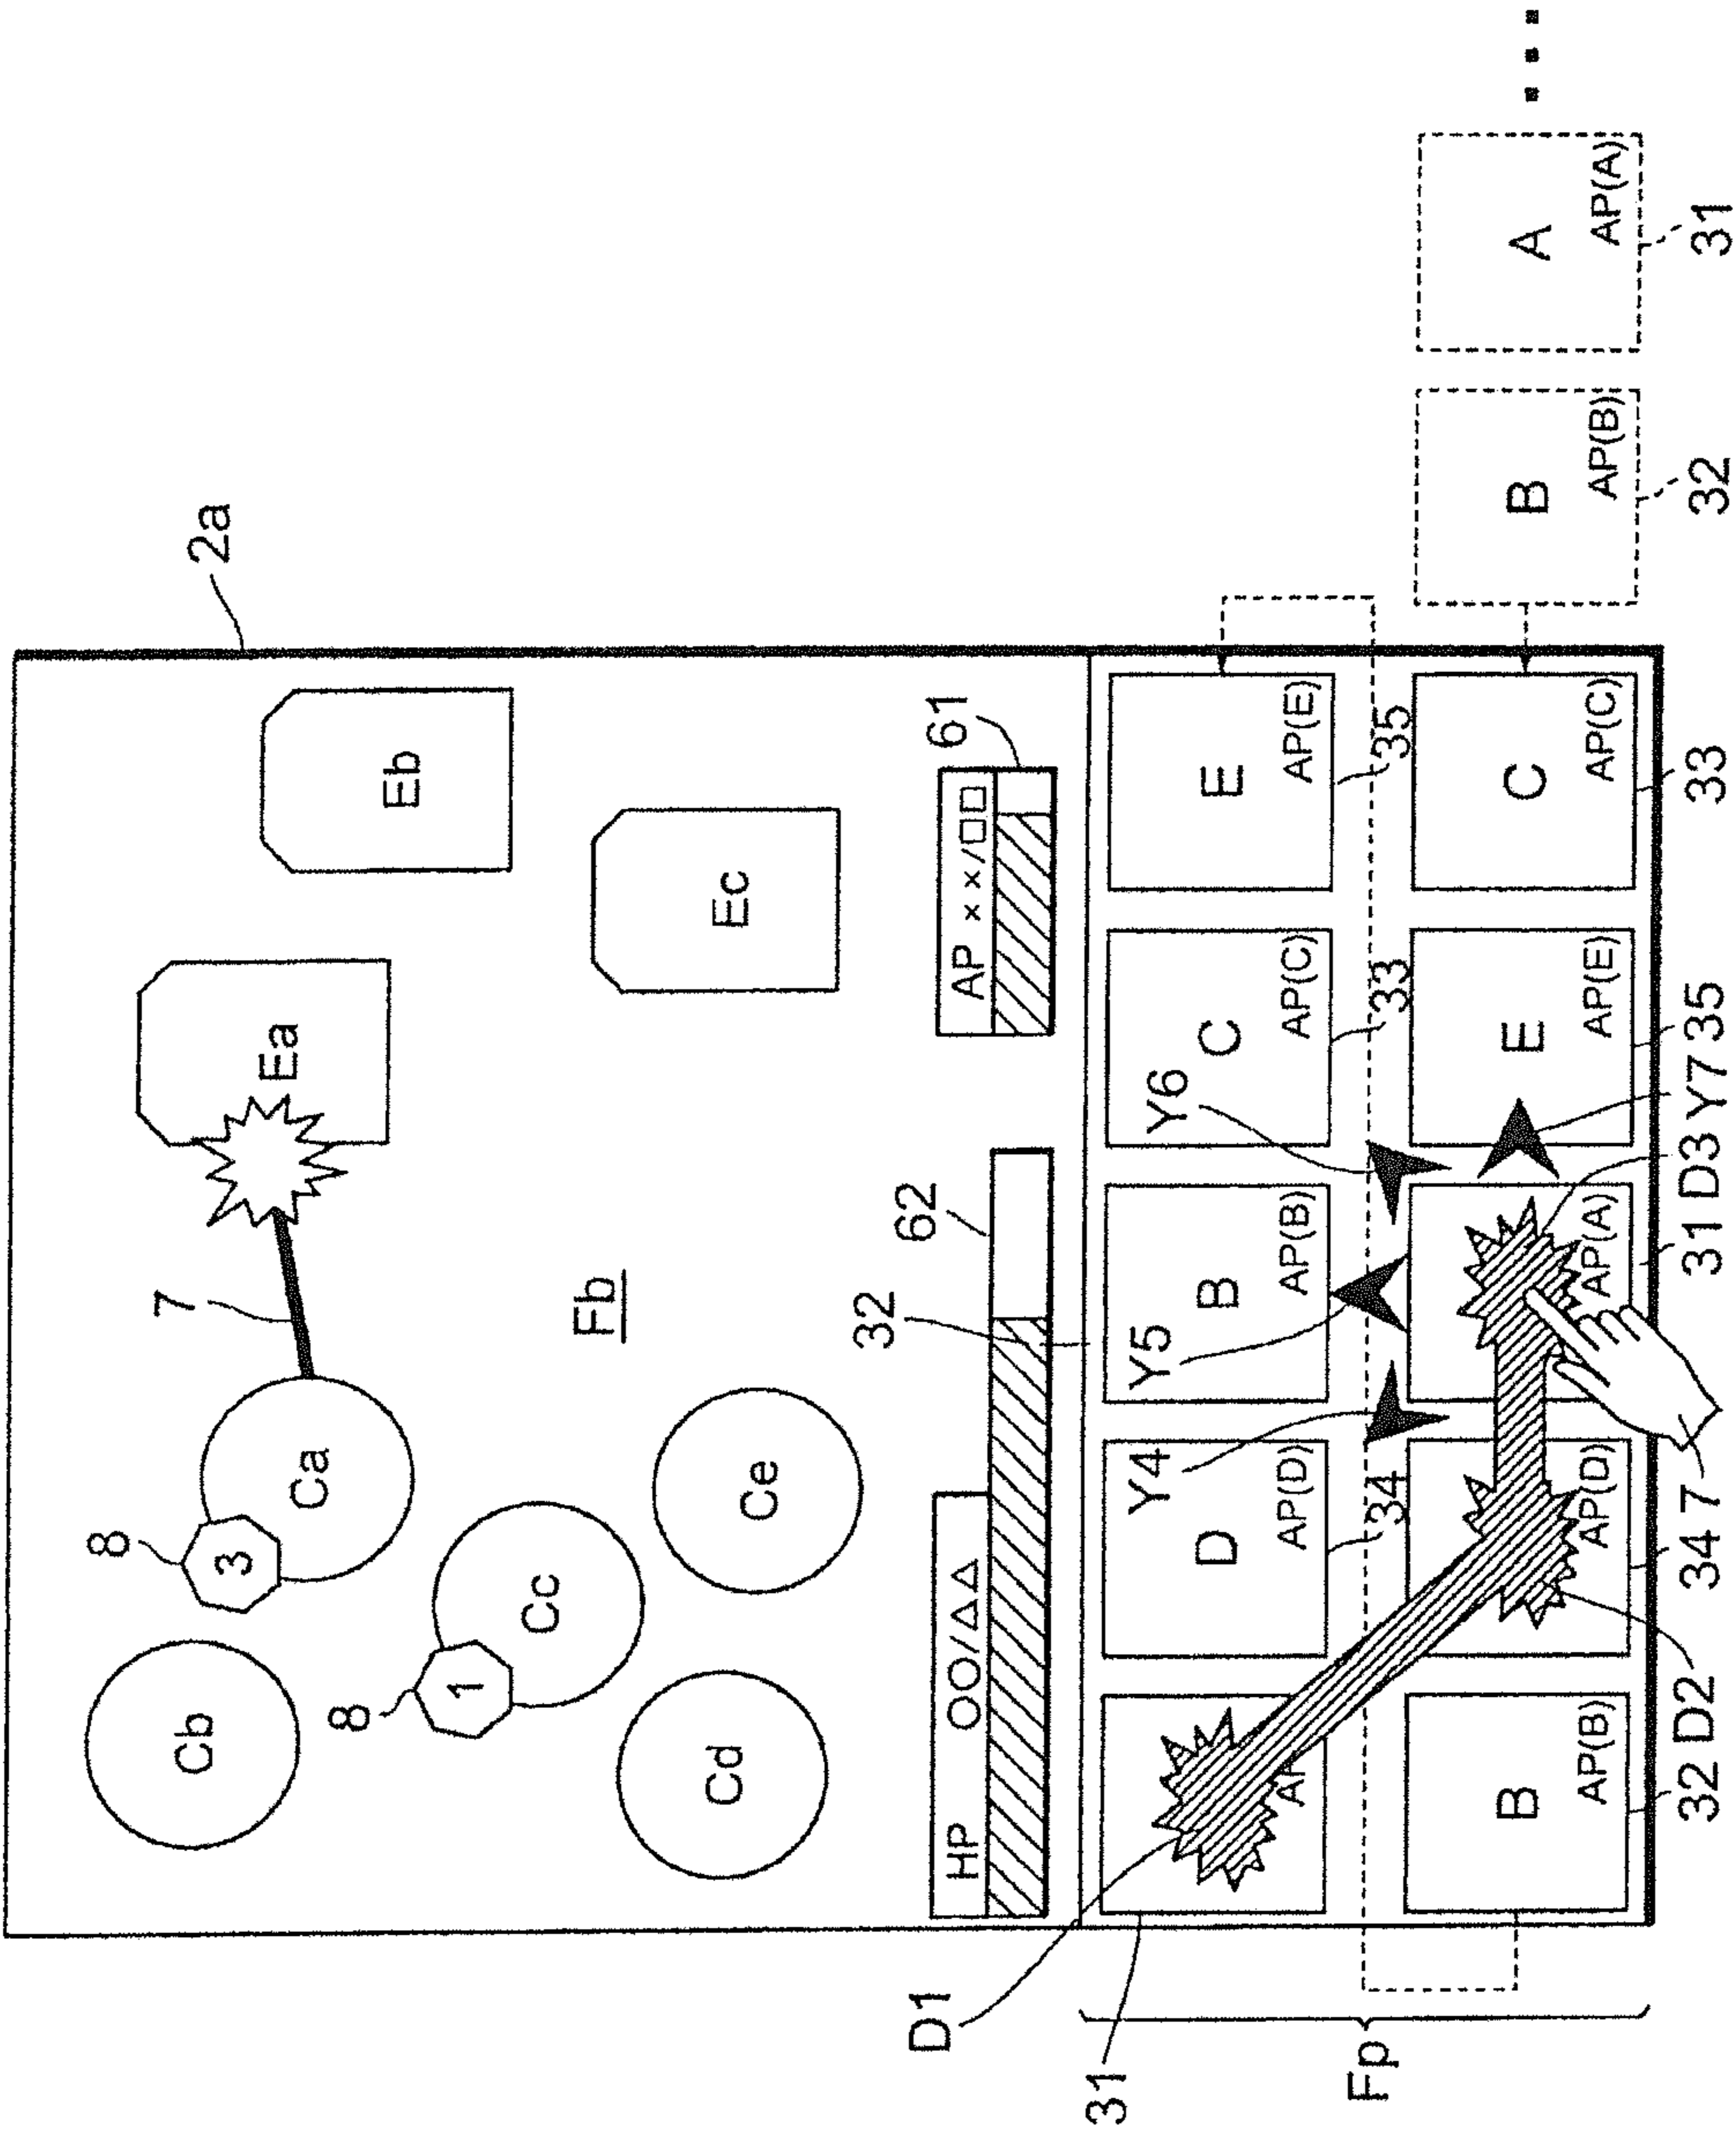 8
7
2a
3
Cb
Ea
Ca
8
Eb
1
Cc
Fb
Cd
Ce
Ec
32
62
61
HP ○○/△△
AP ××/□□
D1
31
Y4
Y5
Y6
D B C E
AP AP(D) AP(B) AP(C) AP(E)
34 33 35
Fp
B E C B A ...
AP(B) AP(D) AP(A) AP(E) AP(C) AP(B) AP(A)
32 D2 34 7 31 D3 Y7 35 33 32 31